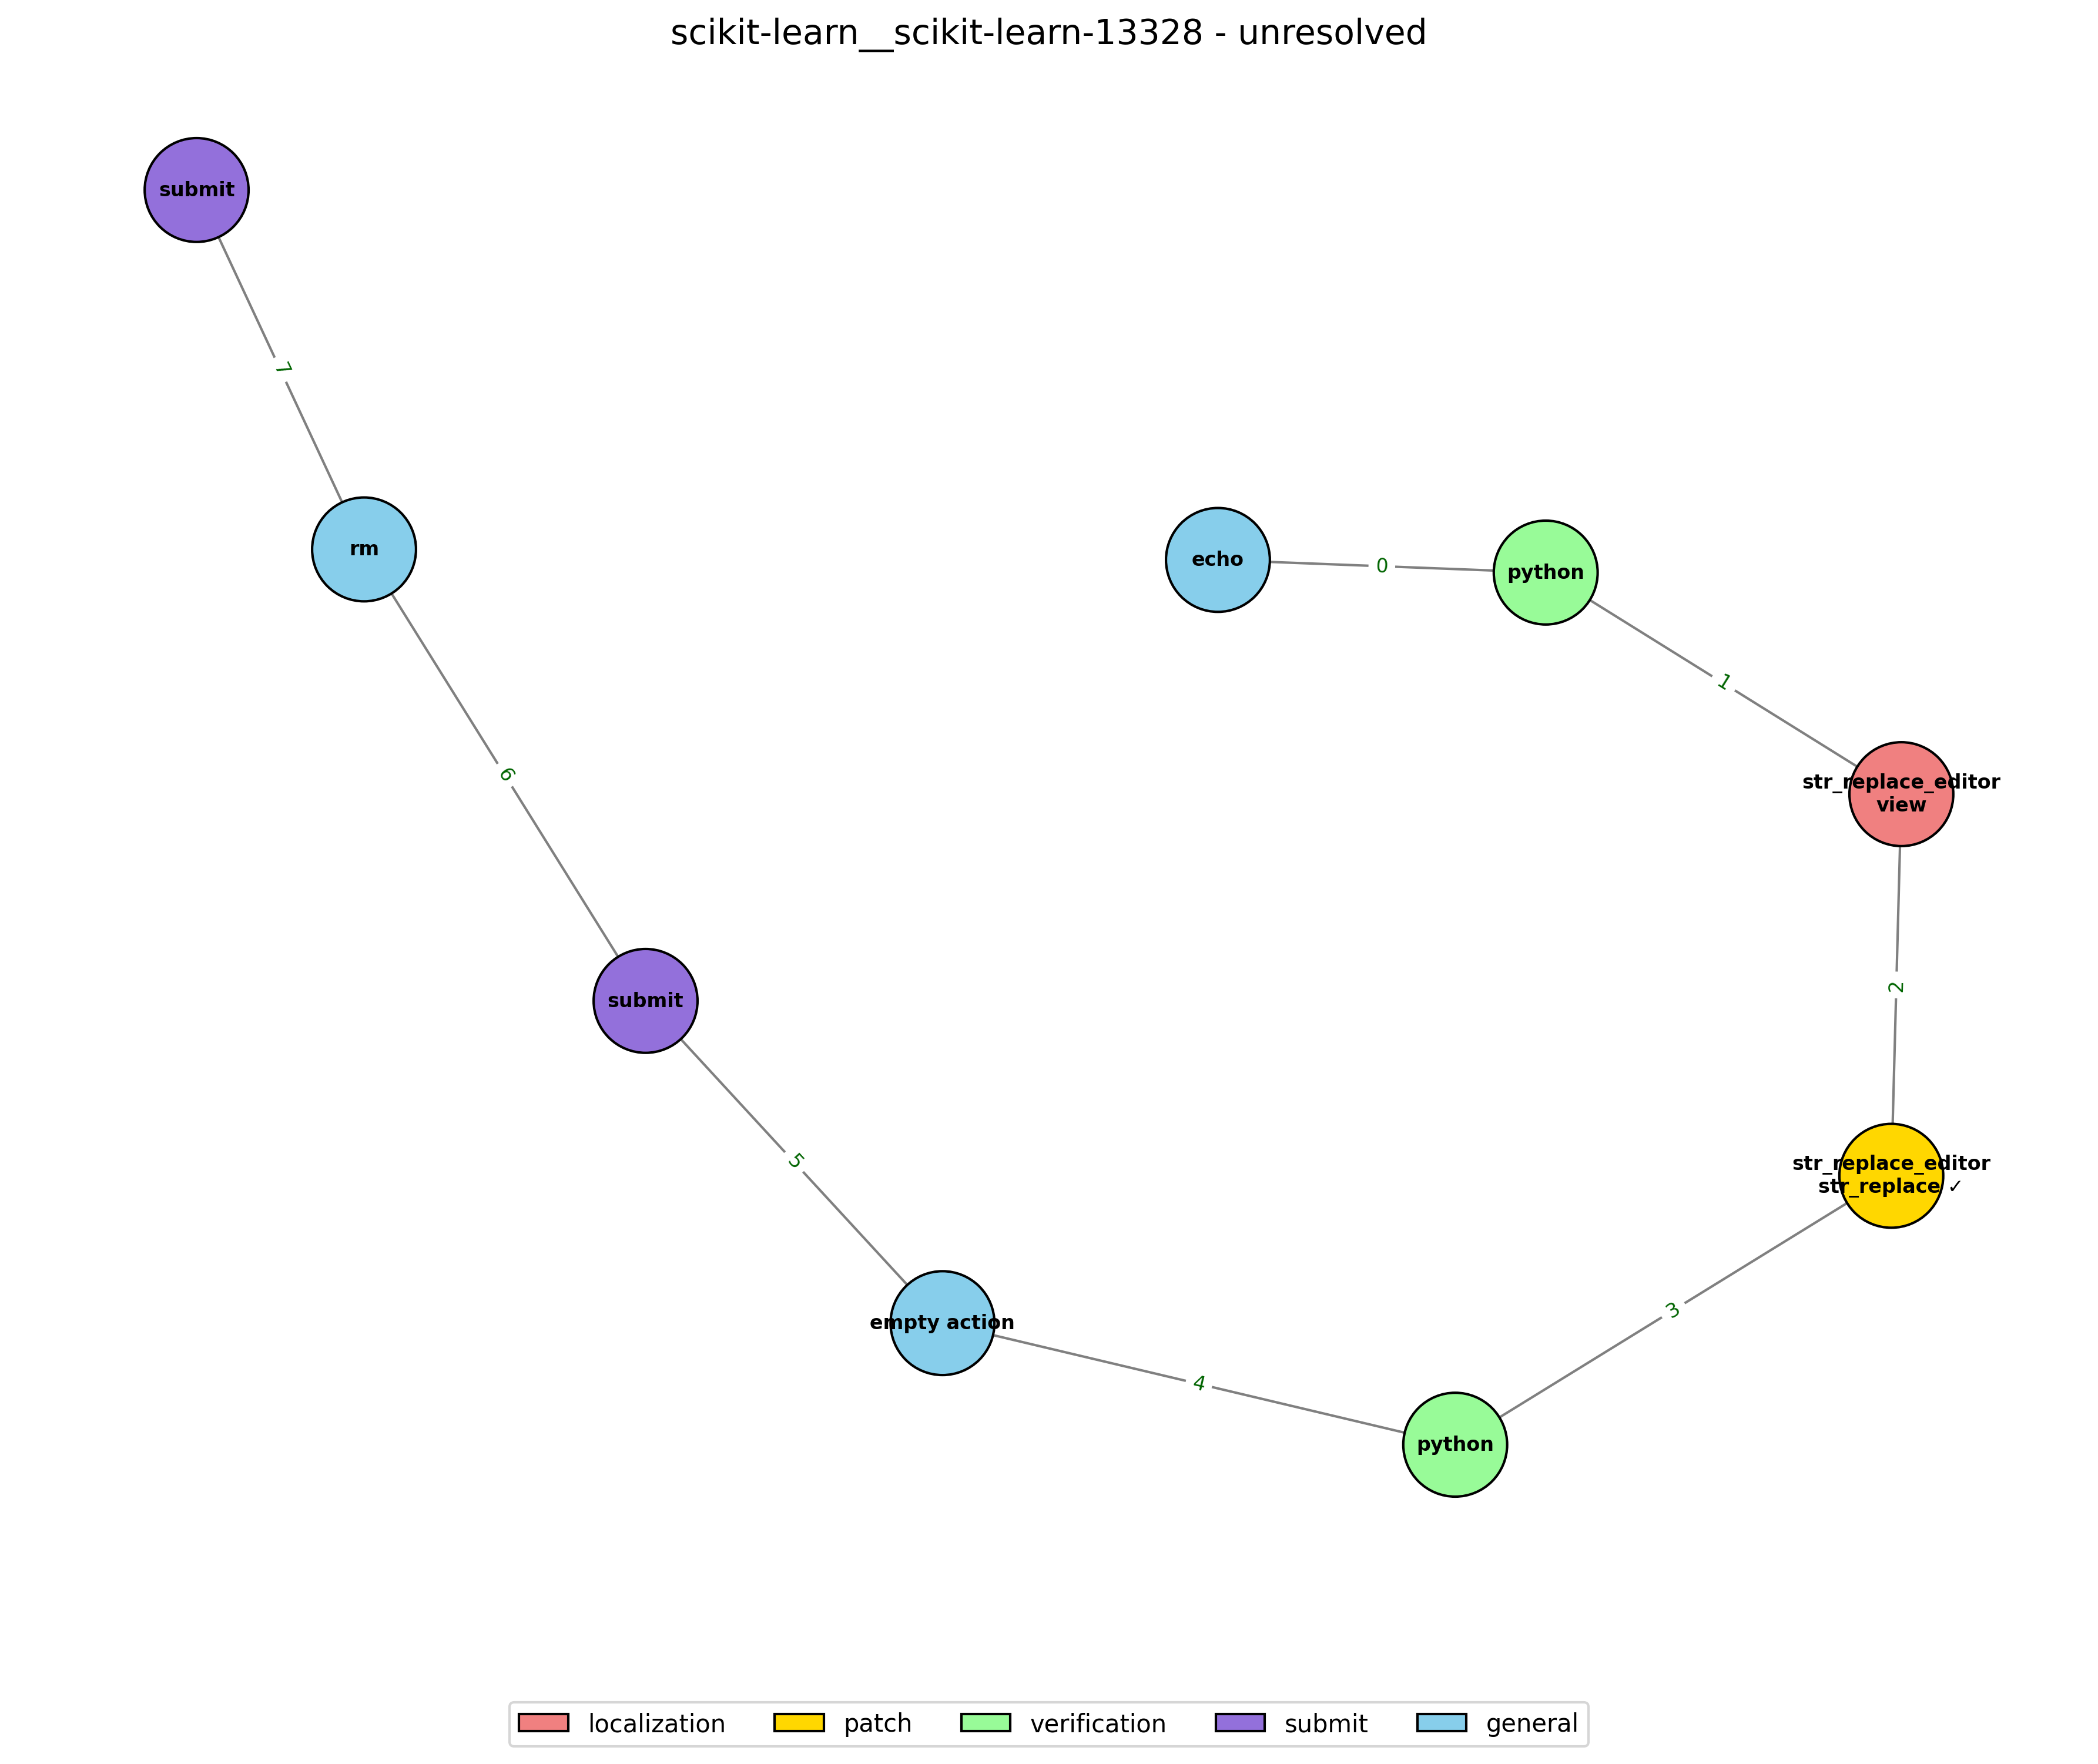 scikit-learn__scikit-learn-13328 - unresolved
submit
7
rm
echo
0
python
1
str_replace_editor
view
6
2
submit
5
str_replace_editor
str_replace ✓
3
empty action
4
python
localization
patch
verification
submit
general